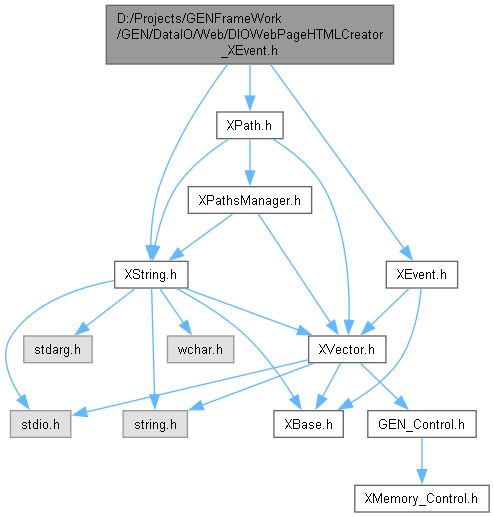 D:/Projects/GENFrameWork
/GEN/DataIO/Web/DIOWebPageHTMLCreator
_XEvent.h
XPath.h
XPathsManager.h
XString.h
XEvent.h
stdarg.h
wchar.h
XVector.h
stdio.h
string.h
XBase.h
GEN_Control.h
XMemory_Control.h